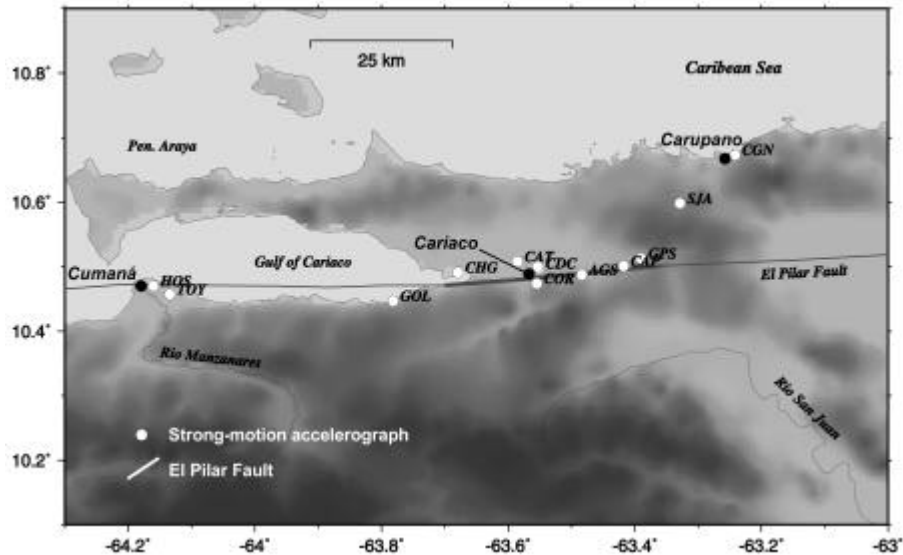 10.8°
10.6°
10.4°
10.2°
25 km
Caribean Sea
Pen. Araya
Carupano
CGN
SJA
Cariaco
CAT
CDC
GPS
CAF
AGS
COR
CHG
Gulf of Cariaco
Cumaná
HOS
TOY
GOL
El Pilar Fault
Rio Manzanares
Rio San Juan
Strong-motion accelerograph
El Pilar Fault
-64.2°
-64°
-63.8°
-63.6°
-63.4°
-63.2°
-63°